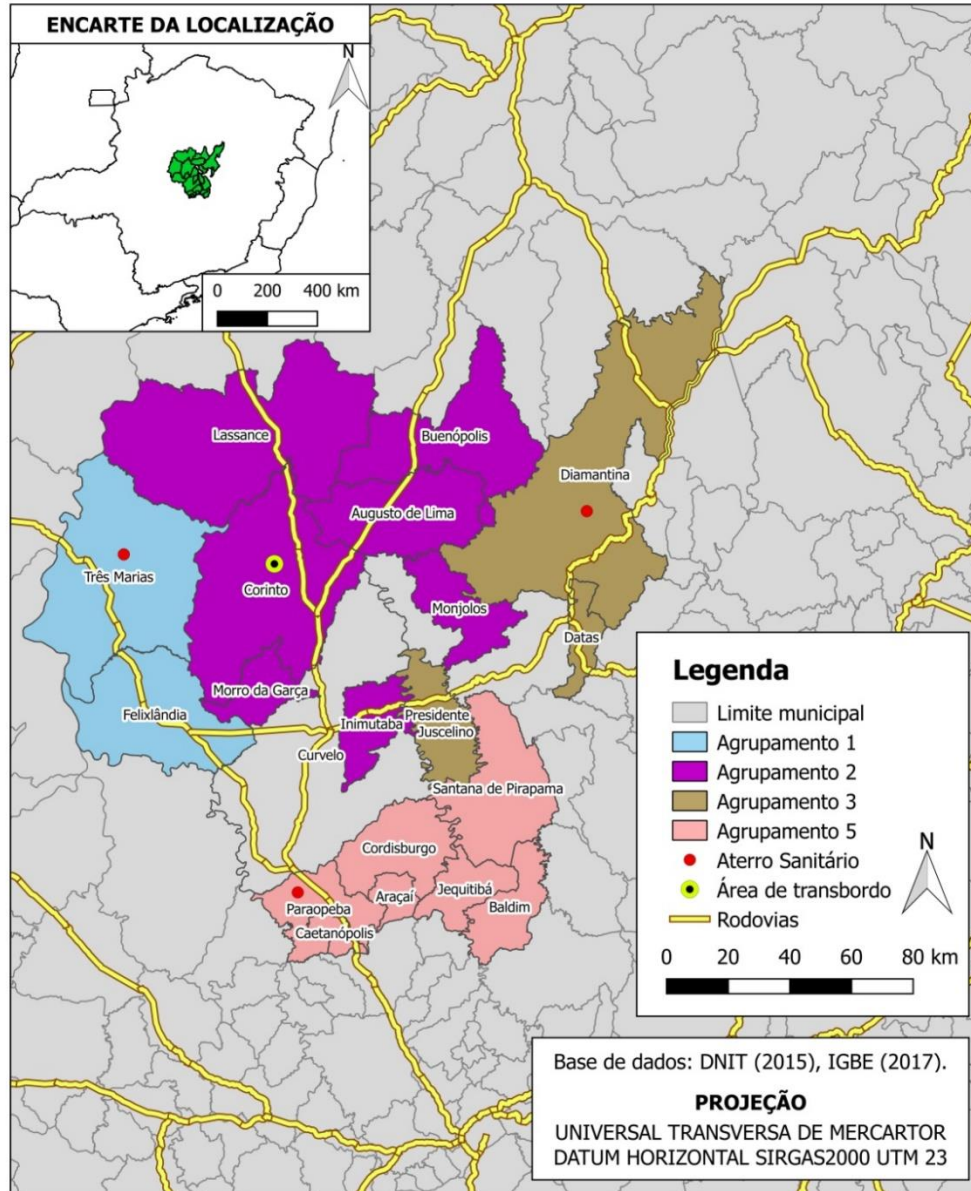 ENCARTE DA LOCALIZAÇÃO
N
0 200 400 km
Lassance
Buenópolis
Diamantina
Augusto de Lima
Três Marias
Corinto
Monjolos
Datas
Morro da Garça
Felixlândia
Inimutaba
Presidente
Juscelino
Curvelo
Santana de Pirapama
Cordisburgo
Jequitibá
Araçaí
Baldim
Paraopeba
Caetanópolis
Legenda
Limite municipal
Agrupamento 1
Agrupamento 2
Agrupamento 3
Agrupamento 5
Aterro Sanitário
Área de transbordo
Rodovias
N
0 20 40 60 80 km
Base de dados: DNIT (2015), IGBE (2017).
PROJEÇÃO
UNIVERSAL TRANSVERSA DE MERCARTOR
DATUM HORIZONTAL SIRGAS2000 UTM 23